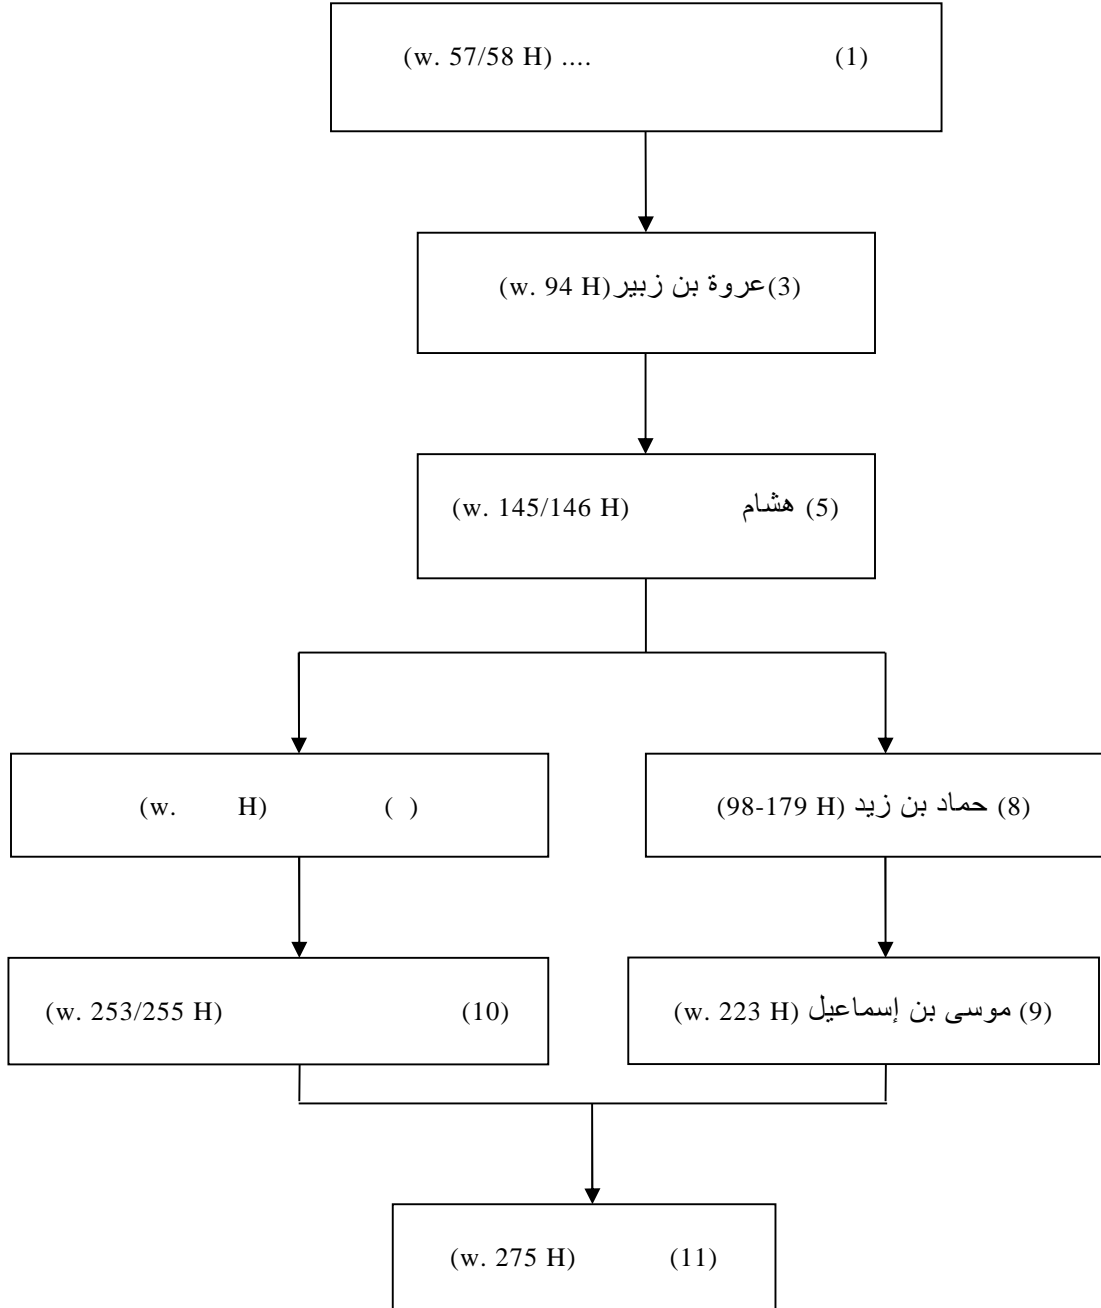 (w. 57/58 H) .... (1)
(3)عروة بن زبير(w. 94 H)
(5) هشام (w. 145/146 H)
(w. H) ( )
(8) حماد بن زيد (98-179 H)
(w. 253/255 H) (10)
(9) موسى بن إسماعيل (w. 223 H)
(w. 275 H) (11)